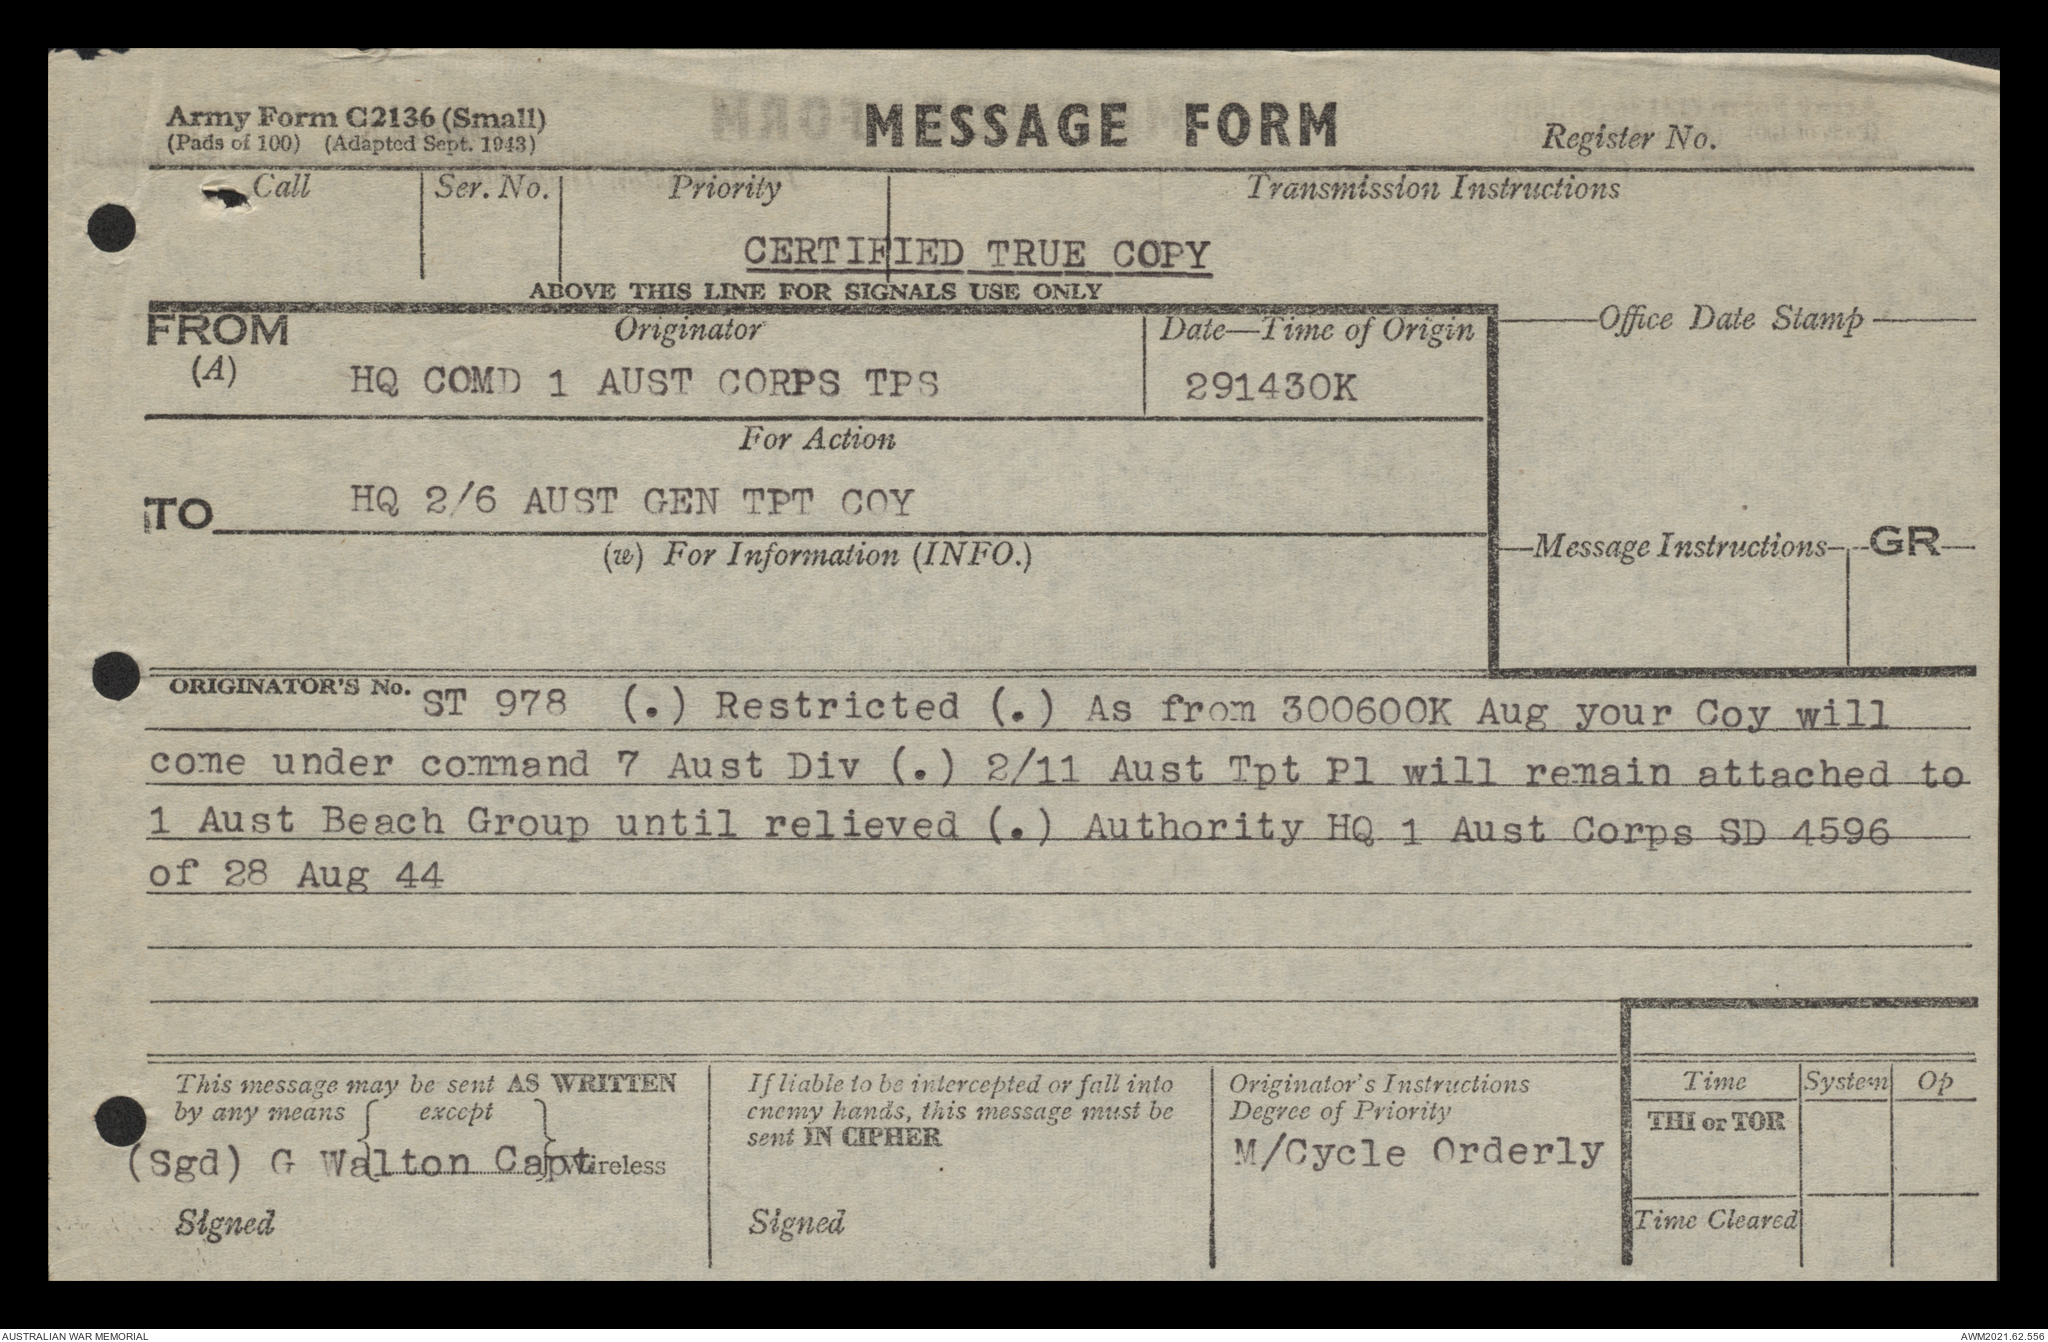 Army Form C2136 (Small)
(Pads of 100) (Adapted Sept. 1943)
MESSAGE FORM
Register No.
Call
Ser. No.
Priority
Transmission Instructions
CERTIFIED TRUE COPY
ABOVE THIS LINE FOR SIGNALS USE ONLY
FROM
(A)
Originator
HQ COMD 1 AUST CORPS TPS
Date—Time of Origin
291430K
Office Date Stamp
For Action
TO
HQ 2/6 AUST GEN TPT COY
(w) For Information (INFO.)
Message Instructions
GR
ORIGINATOR'S No.
ST 978 (.) Restricted (.) As from 300600K Aug your Coy will
come under command 7 Aust Div (.) 2/11 Aust Tpt Pl will remain attached to
1 Aust Beach Group until relieved (.) Authority HQ 1 Aust Corps SD 4596
of 28 Aug 44
This message may be sent AS WRITTEN
by any means { except }
(Sgd) G Walton Capt.
Wireless
Signed
If liable to be intercepted or fall into
enemy hands, this message must be
sent IN CIPHER
Signed
Originator's Instructions
Degree of Priority
M/Cycle Orderly
Time
System
Op
THI or TOR
Time Cleared
AUSTRALIAN WAR MEMORIAL
AWM2021.62.556